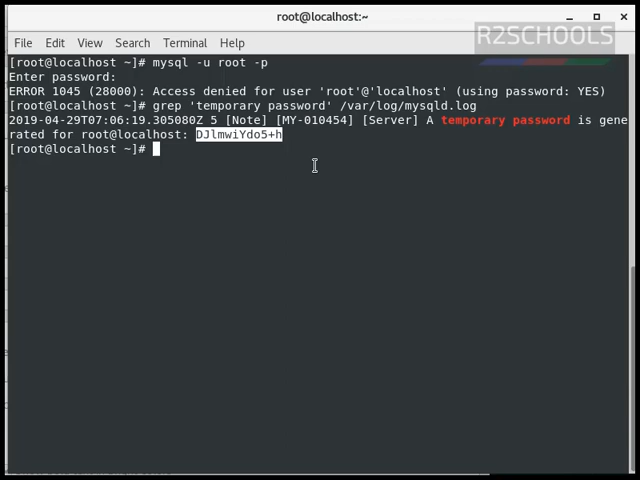 root@localhost:~
R2SCHOOLS
File Edit View Search Terminal Help
[root@localhost ~]# mysql -u root -p
Enter password:
ERROR 1045 (28000): Access denied for user 'root'@'localhost' (using password: YES)
[root@localhost ~]# grep 'temporary password' /var/log/mysqld.log
2019-04-29T07:06:19.305080Z 5 [Note] [MY-010454] [Server] A temporary password is gene
rated for root@localhost: DJlmwiYdo5+h
[root@localhost ~]#